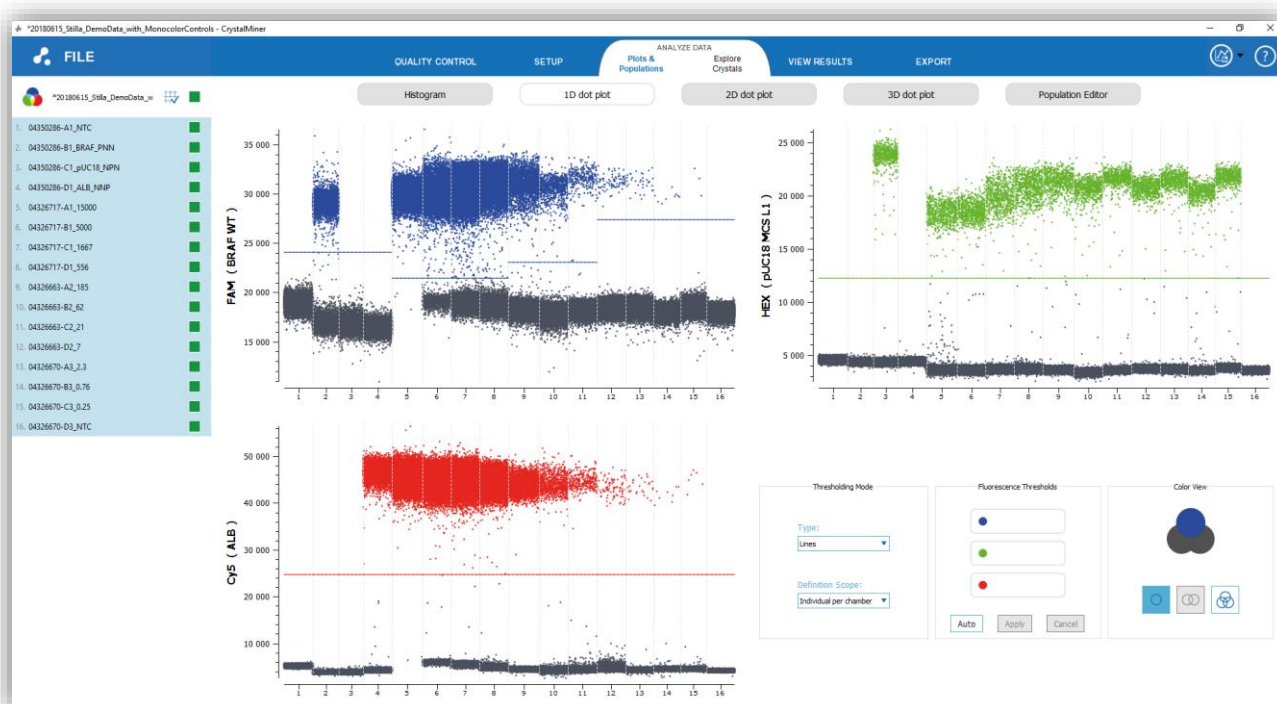 *20180615_Stilla_DemoData_with_MonocolorControls - CrystalMiner
FILE
QUALITY CONTROL
SETUP
ANALYZE DATA
Plots &
Populations
Explore
Crystals
VIEW RESULTS
EXPORT
?
*20180615_Stilla_DemoData_w
Histogram
1D dot plot
2D dot plot
3D dot plot
Population Editor
1. 04350286-A1_NTC
2. 04350286-B1_BRAF_PNN
3. 04350286-C1_pUC18_NPN
4. 04350286-D1_ALB_NNP
5. 04326717-A1_15000
6. 04326717-B1_5000
7. 04326717-C1_1667
8. 04326717-D1_556
9. 04326663-A2_185
10. 04326663-B2_62
11. 04326663-C2_21
12. 04326663-D2_7
13. 04326670-A3_2.3
14. 04326670-B3_0.76
15. 04326670-C3_0.25
16. 04326670-D3_NTC
FAM ( BRAF WT )
35 000
30 000
25 000
20 000
15 000
1 2 3 4 5 6 7 8 9 10 11 12 13 14 15 16
HEX ( pUC18 MCS L1 )
25 000
20 000
15 000
10 000
5 000
1 2 3 4 5 6 7 8 9 10 11 12 13 14 15 16
Cy5 ( ALB )
50 000
40 000
30 000
20 000
10 000
1 2 3 4 5 6 7 8 9 10 11 12 13 14 15 16
Thresholding Mode
Type:
Lines
Definition Scope:
Individual per chamber
Fluorescence Thresholds
Auto
Apply
Cancel
Color View